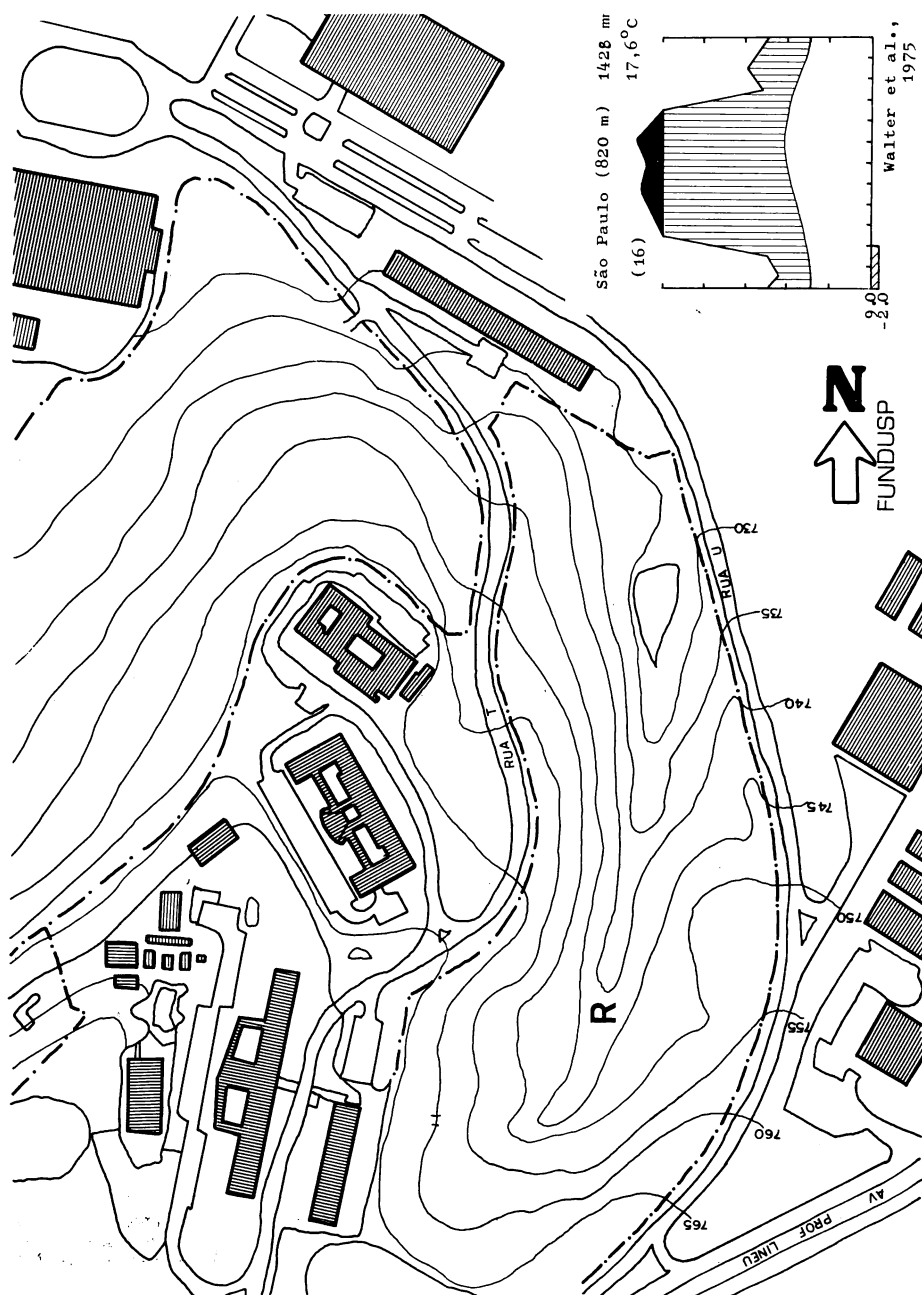 São Paulo (820 m) 1428 mm
(16) 17,6°C
9.0
-2.0
Walter et al.,
1975
N
FUNDUSP
RUA T
RUA U
730
735
740
745
750
755
760
765
R
AV PROF LINEU